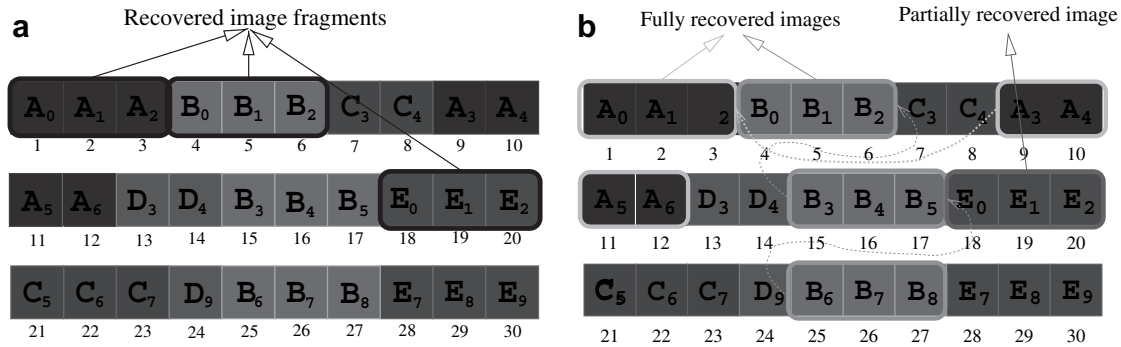 a
Recovered image fragments
A0 A1 A2 B0 B1 B2 C3 C4 A3 A4
1 2 3 4 5 6 7 8 9 10
A5 A6 D3 D4 B3 B4 B5 E0 E1 E2
11 12 13 14 15 16 17 18 19 20
C5 C6 C7 D9 B6 B7 B8 E7 E8 E9
21 22 23 24 25 26 27 28 29 30
b
Fully recovered images
Partially recovered image
A0 A1 2 B0 B1 B2 C3 C4 A3 A4
1 2 3 4 5 6 7 8 9 10
A5 A6 D3 D4 B3 B4 B5 E0 E1 E2
11 12 13 14 15 16 17 18 19 20
C5 C6 C7 D9 B6 B7 B8 E7 E8 E9
21 22 23 24 25 26 27 28 29 30